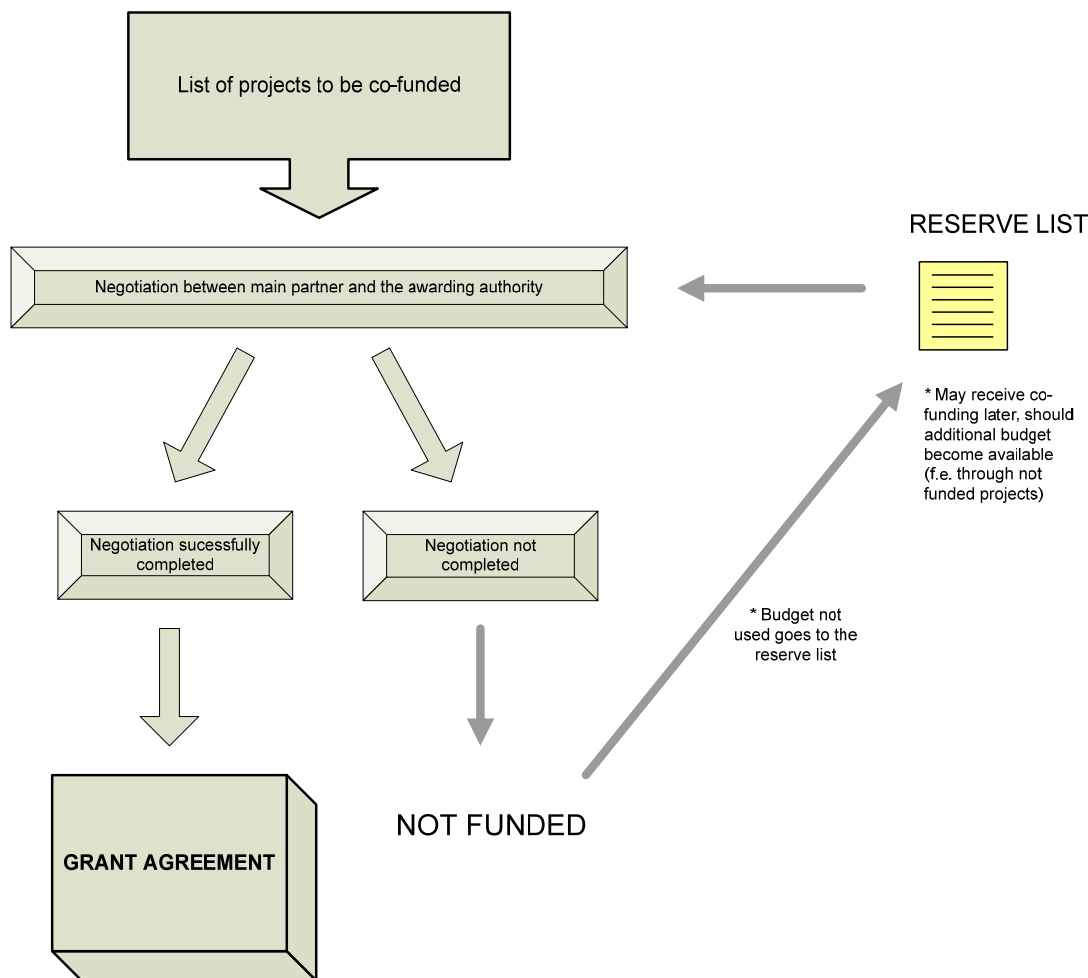 List of projects to be co-funded
RESERVE LIST
Negotiation between main partner and the awarding authority
* May receive co-
funding later, should
additional budget
become available
(f.e. through not
funded projects)
Negotiation sucessfully
completed
Negotiation not
completed
* Budget not
used goes to the
reserve list
NOT FUNDED
GRANT AGREEMENT